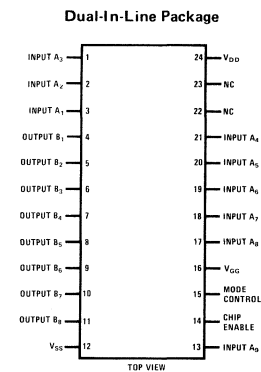 Dual-In-Line Package
INPUT A3 1 24 VDD
INPUT A2 2 23 NC
INPUT A1 3 22 NC
OUTPUT B1 4 21 INPUT A4
OUTPUT B2 5 20 INPUT A5
OUTPUT B3 6 19 INPUT A6
OUTPUT B4 7 18 INPUT A7
OUTPUT B5 8 17 INPUT A8
OUTPUT B6 9 16 VGG
OUTPUT B7 10 15 MODE CONTROL
OUTPUT B8 11 14 CHIP ENABLE
VSS 12 13 INPUT A9
TOP VIEW